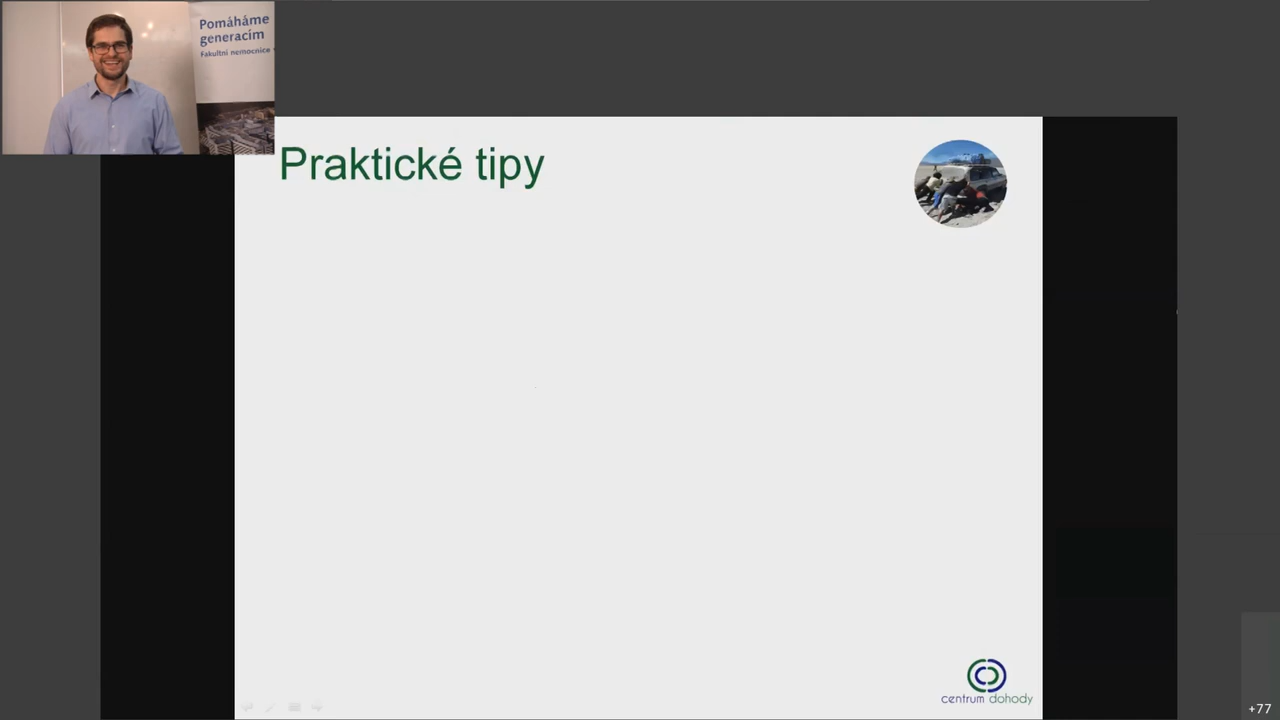 Pomáháme
generacím
Fakultní nemocnice
Praktické tipy
centrum dohody
+77